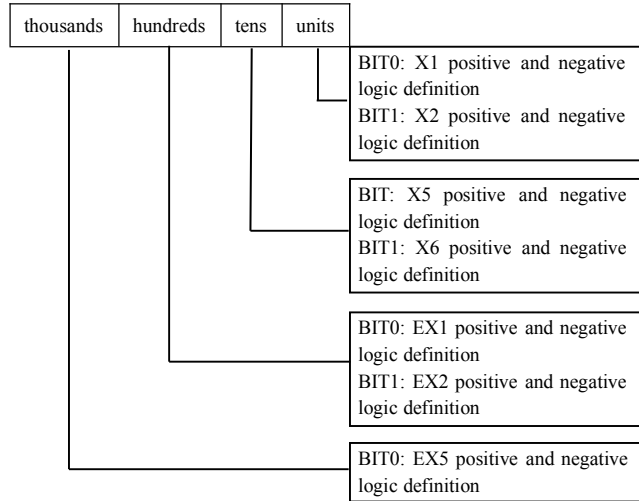 thousands hundreds tens units
BIT0: X1 positive and negative
logic definition
BIT1: X2 positive and negative
logic definition
BIT: X5 positive and negative
logic definition
BIT1: X6 positive and negative
logic definition
BIT0: EX1 positive and negative
logic definition
BIT1: EX2 positive and negative
logic definition
BIT0: EX5 positive and negative
logic definition